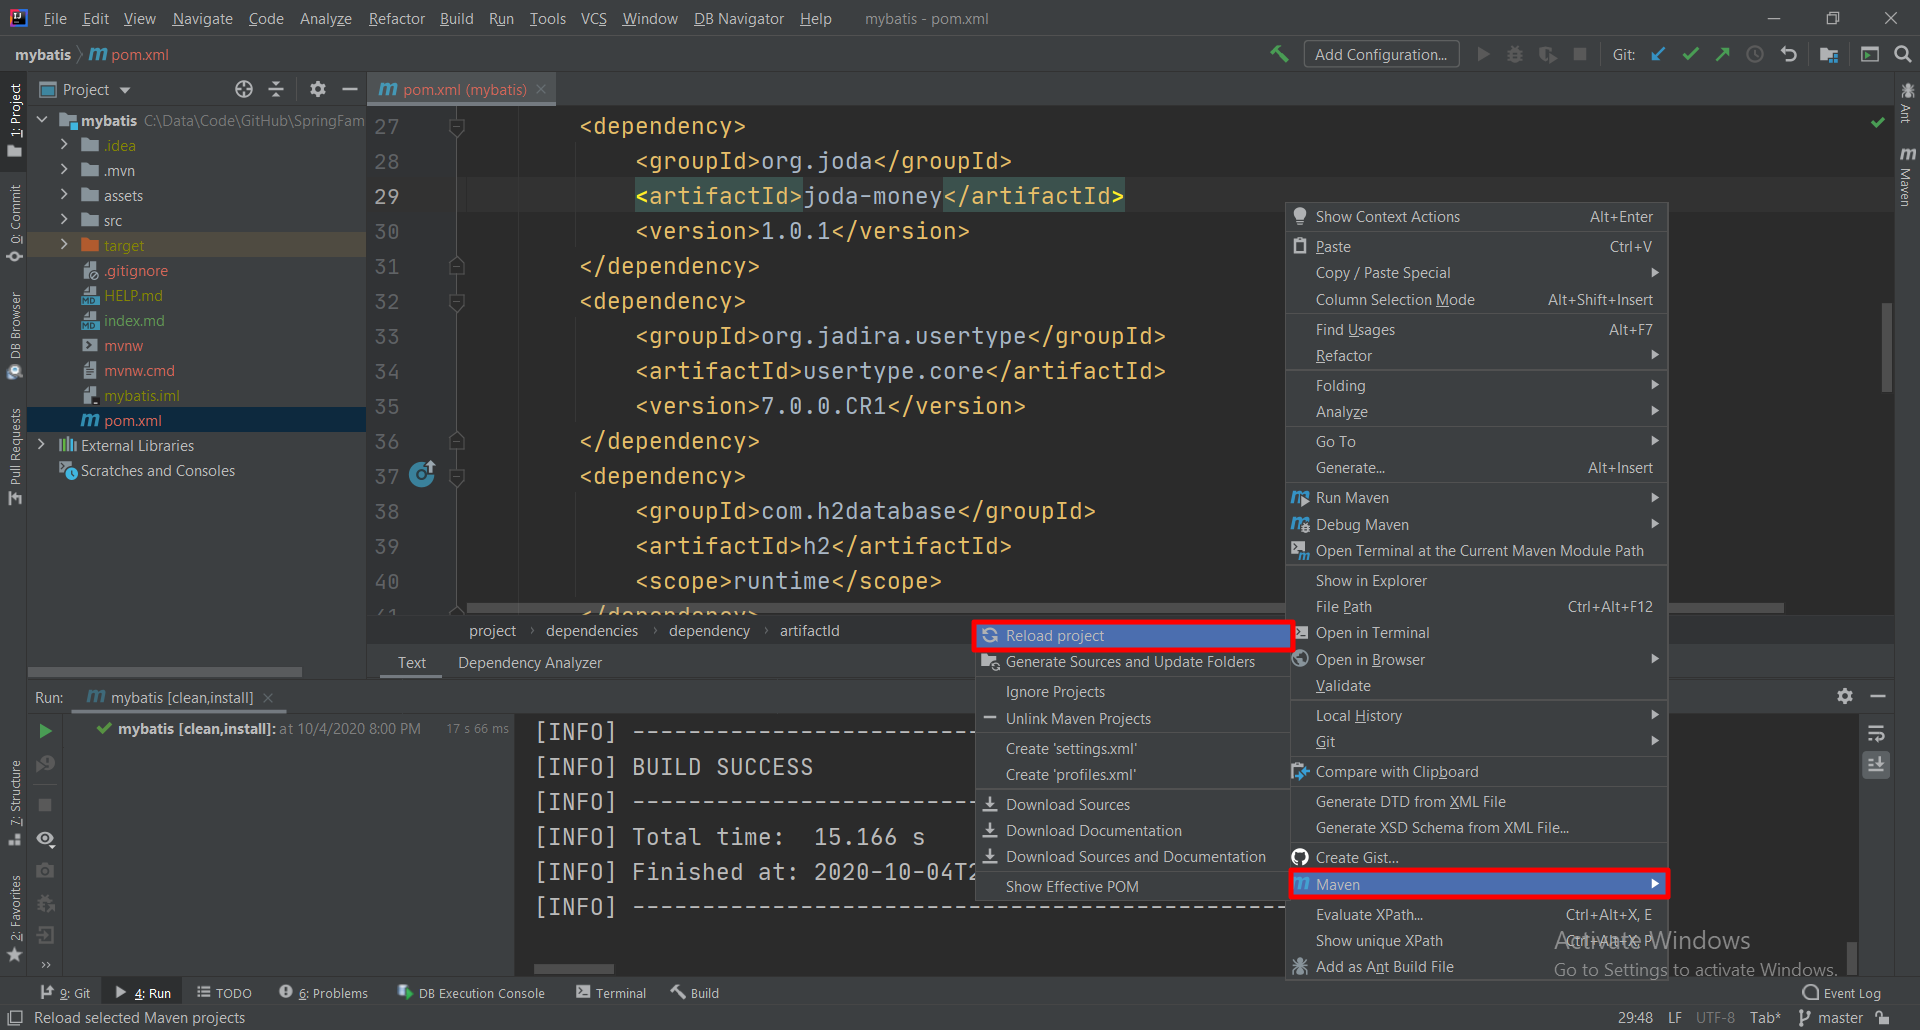 File Edit View Navigate Code Analyze Refactor Build Run Tools VCS Window DB Navigator Help mybatis - pom.xml
mybatis pom.xml
Add Configuration...
Git:
1: Project
0: Commit
DB Browser
Pull Requests
7: Structure
2: Favorites
Project
mybatis C:\Data\Code\GitHub\SpringFam
.idea
.mvn
assets
src
target
.gitignore
HELP.md
index.md
mvnw
mvnw.cmd
mybatis.iml
pom.xml
External Libraries
Scratches and Consoles
pom.xml (mybatis)
27 <dependency>
28 <groupId>org.joda</groupId>
29 <artifactId>joda-money</artifactId>
30 <version>1.0.1</version>
31 </dependency>
32 <dependency>
33 <groupId>org.jadira.usertype</groupId>
34 <artifactId>usertype.core</artifactId>
35 <version>7.0.0.CR1</version>
36 </dependency>
37 <dependency>
38 <groupId>com.h2database</groupId>
39 <artifactId>h2</artifactId>
40 <scope>runtime</scope>
41 </dependency>
project dependencies dependency artifactId
Text Dependency Analyzer
Ant
Maven
Show Context Actions Alt+Enter
Paste Ctrl+V
Copy / Paste Special
Column Selection Mode Alt+Shift+Insert
Find Usages Alt+F7
Refactor
Folding
Analyze
Go To
Generate... Alt+Insert
Run Maven
Debug Maven
Open Terminal at the Current Maven Module Path
Show in Explorer
File Path Ctrl+Alt+F12
Open in Terminal
Open in Browser
Validate
Local History
Git
Compare with Clipboard
Generate DTD from XML File
Generate XSD Schema from XML File...
Create Gist...
Maven
Evaluate XPath... Ctrl+Alt+X, E
Show unique XPath Ctrl+Alt+X, P
Add as Ant Build File
Reload project
Generate Sources and Update Folders
Ignore Projects
Unlink Maven Projects
Create 'settings.xml'
Create 'profiles.xml'
Download Sources
Download Documentation
Download Sources and Documentation
Show Effective POM
Run: mybatis [clean,install]
mybatis [clean,install]: at 10/4/2020 8:00 PM 17 s 66 ms
[INFO] -------------------------
[INFO] BUILD SUCCESS
[INFO] -------------------------
[INFO] Total time:  15.166 s
[INFO] Finished at: 2020-10-04T2
[INFO] -----------------------------------------------
Activate Windows
Go to Settings to activate Windows.
9: Git 4: Run TODO 6: Problems DB Execution Console Terminal Build Event Log
Reload selected Maven projects 29:48 LF UTF-8 Tab* master